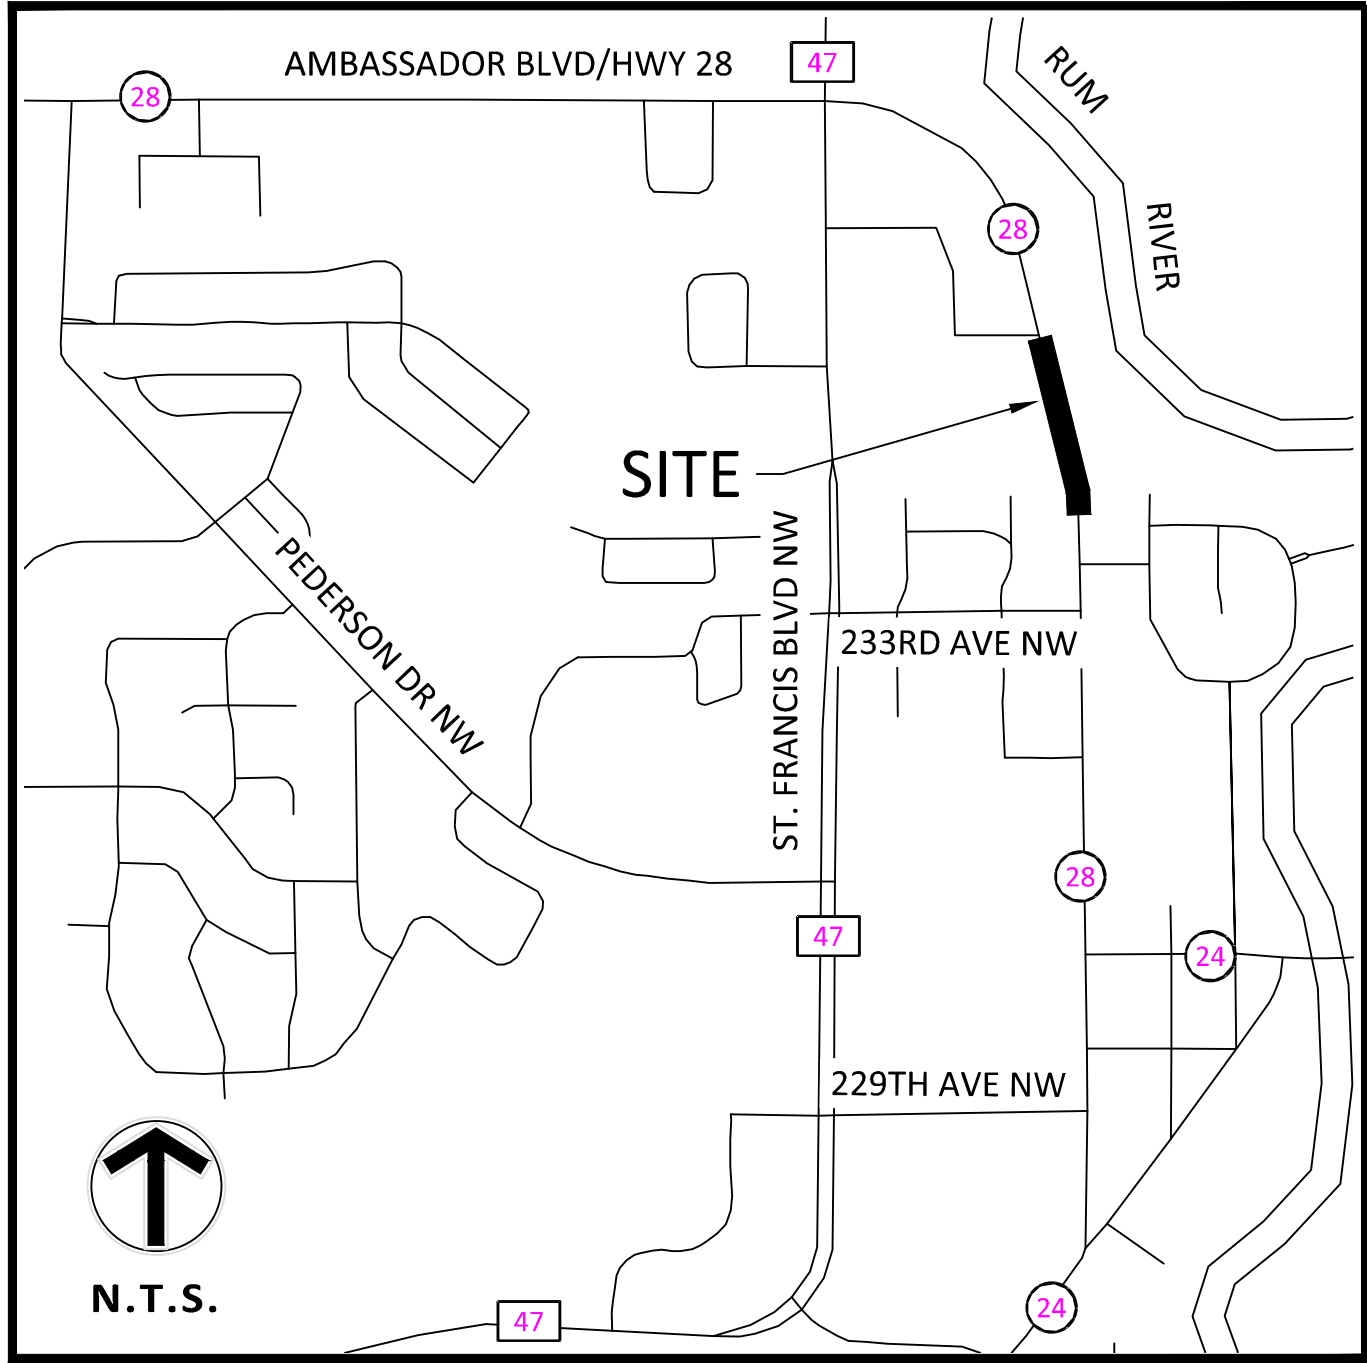 AMBASSADOR BLVD/HWY 28
47
28
RUM
RIVER
28
SITE
PEDERSON DR NW
ST. FRANCIS BLVD NW
233RD AVE NW
28
47
24
229TH AVE NW
N.T.S.
47
24